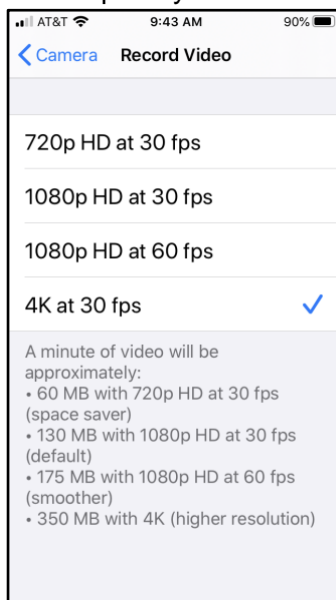 AT&T 9:43 AM 90%
Camera Record Video
720p HD at 30 fps
1080p HD at 30 fps
1080p HD at 60 fps
4K at 30 fps
A minute of video will be
approximately:
• 60 MB with 720p HD at 30 fps
(space saver)
• 130 MB with 1080p HD at 30 fps
(default)
• 175 MB with 1080p HD at 60 fps
(smoother)
• 350 MB with 4K (higher resolution)